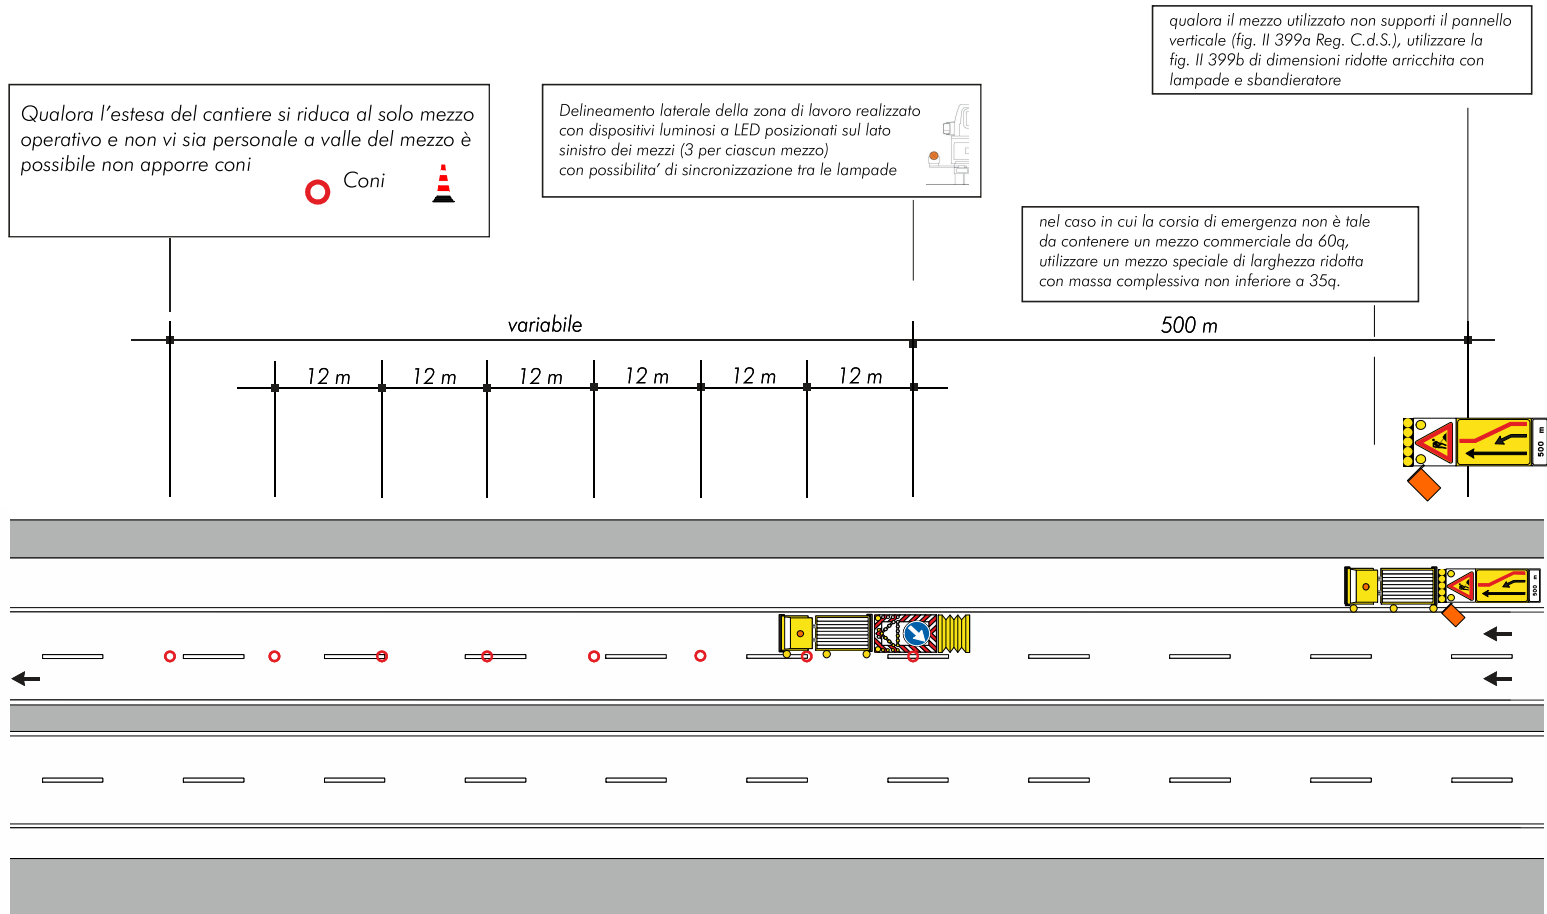 qualora il mezzo utilizzato non supporti il pannello
verticale (fig. II 399a Reg. C.d.S.), utilizzare la
fig. II 399b di dimensioni ridotte arricchita con
lampade e sbandieratore
Qualora l'estesa del cantiere si riduca al solo mezzo
operativo e non vi sia personale a valle del mezzo è
possibile non apporre coni
Coni
Delineamento laterale della zona di lavoro realizzato
con dispositivi luminosi a LED posizionati sul lato
sinistro dei mezzi (3 per ciascun mezzo)
con possibilita' di sincronizzazione tra le lampade
nel caso in cui la corsia di emergenza non è tale
da contenere un mezzo commerciale da 60q,
utilizzare un mezzo speciale di larghezza ridotta
con massa complessiva non inferiore a 35q.
variabile
500 m
12 m
12 m
12 m
12 m
12 m
12 m
500 m
500 m